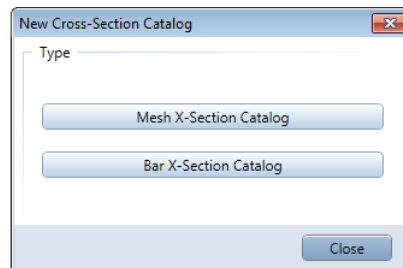 New Cross-Section Catalog
Type
Mesh X-Section Catalog
Bar X-Section Catalog
Close